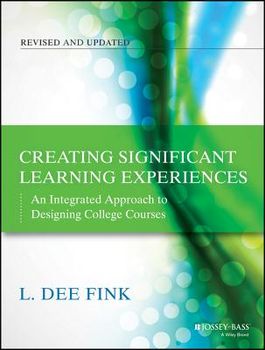 REVISED AND UPDATED
CREATING SIGNIFICANT
LEARNING EXPERIENCES
An Integrated Approach to
Designing College Courses
L. DEE FINK
JOSSEY-BASS
A Wiley Brand